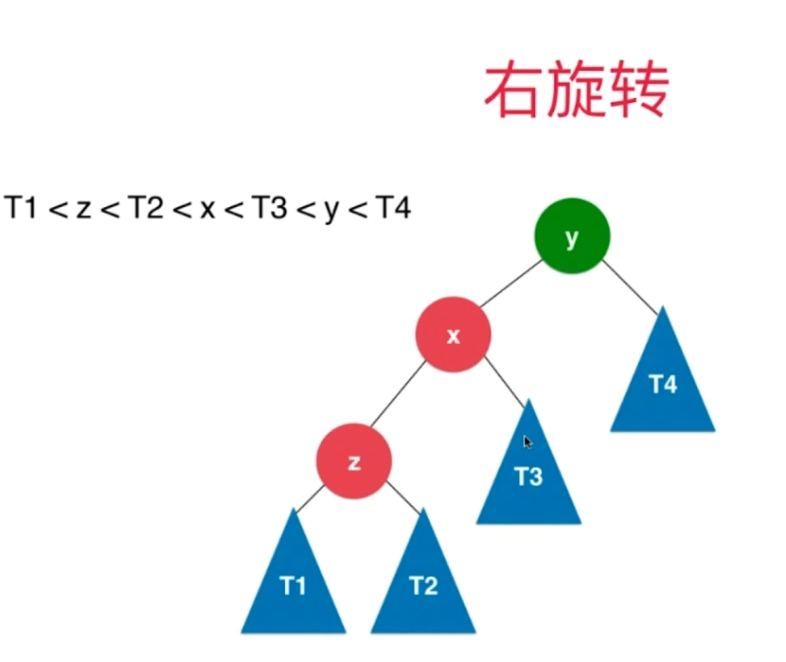 右旋转
T1 < z < T2 < x < T3 < y < T4
y
x
T4
z
T3
T1
T2